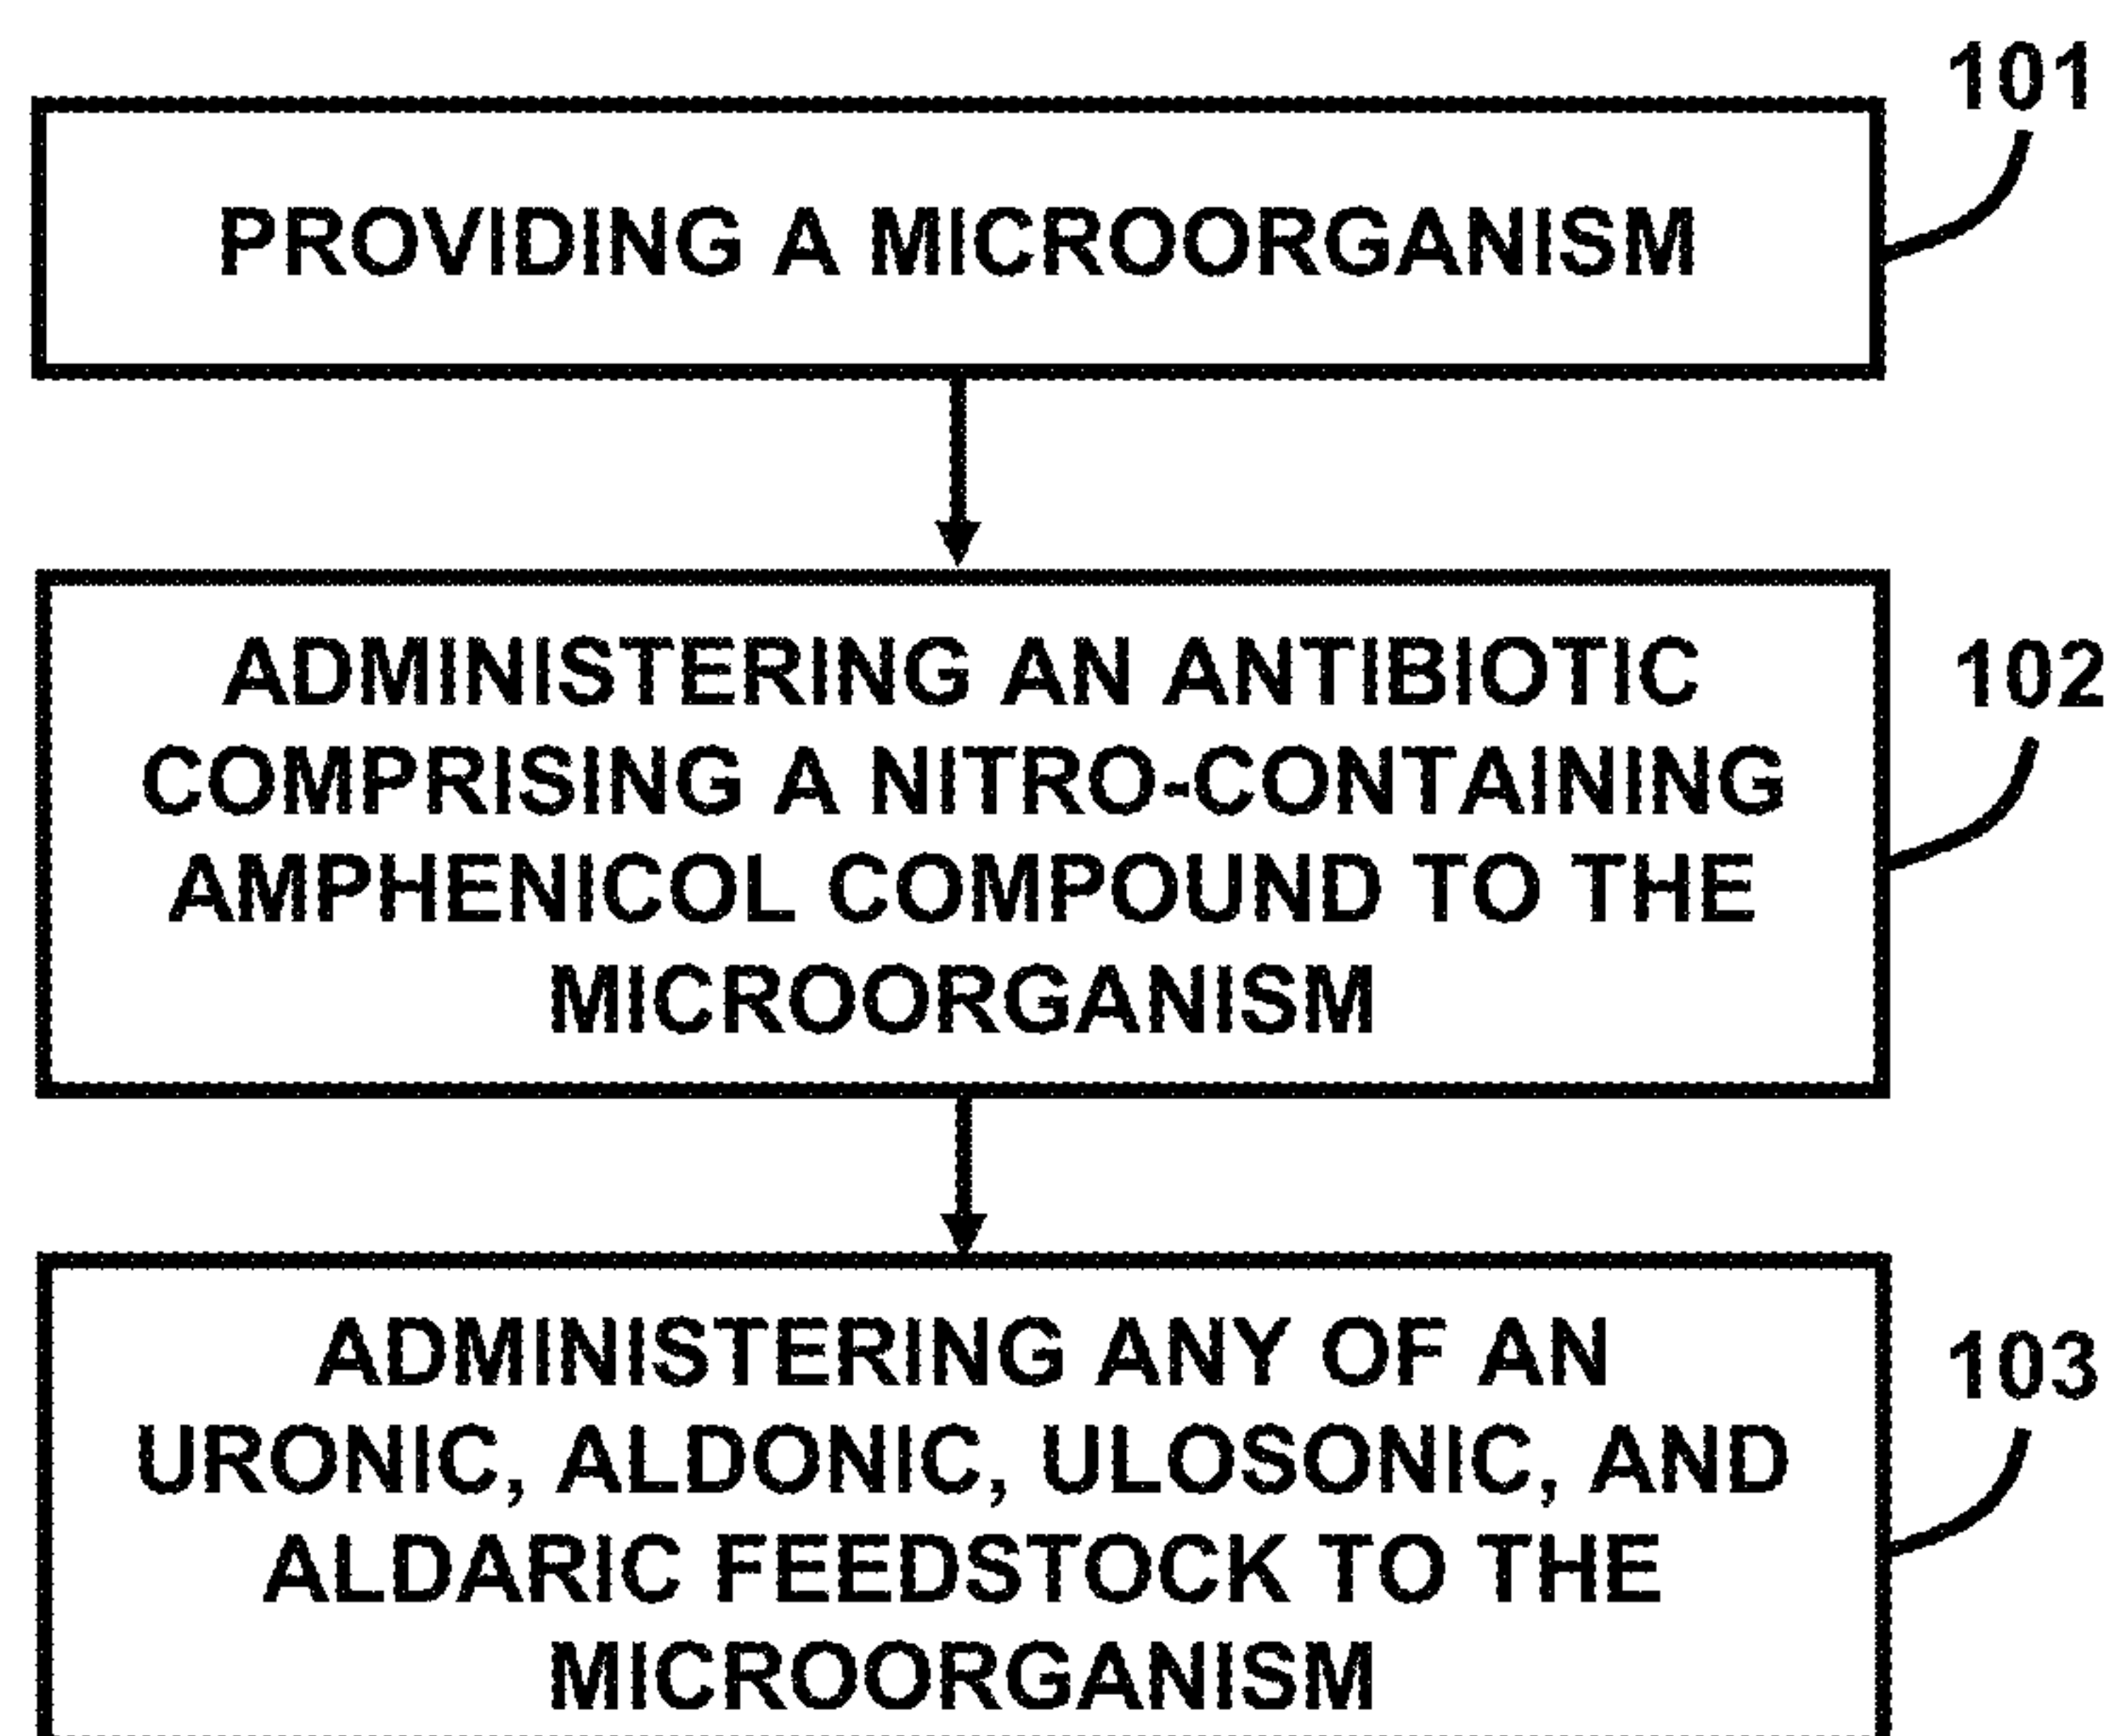 101
PROVIDING A MICROORGANISM
ADMINISTERING AN ANTIBIOTIC
COMPRISING A NITRO-CONTAINING
AMPHENICOL COMPOUND TO THE
MICROORGANISM
102
ADMINISTERING ANY OF AN
URONIC, ALDONIC, ULOSONIC, AND
ALDARIC FEEDSTOCK TO THE
MICROORGANISM
103